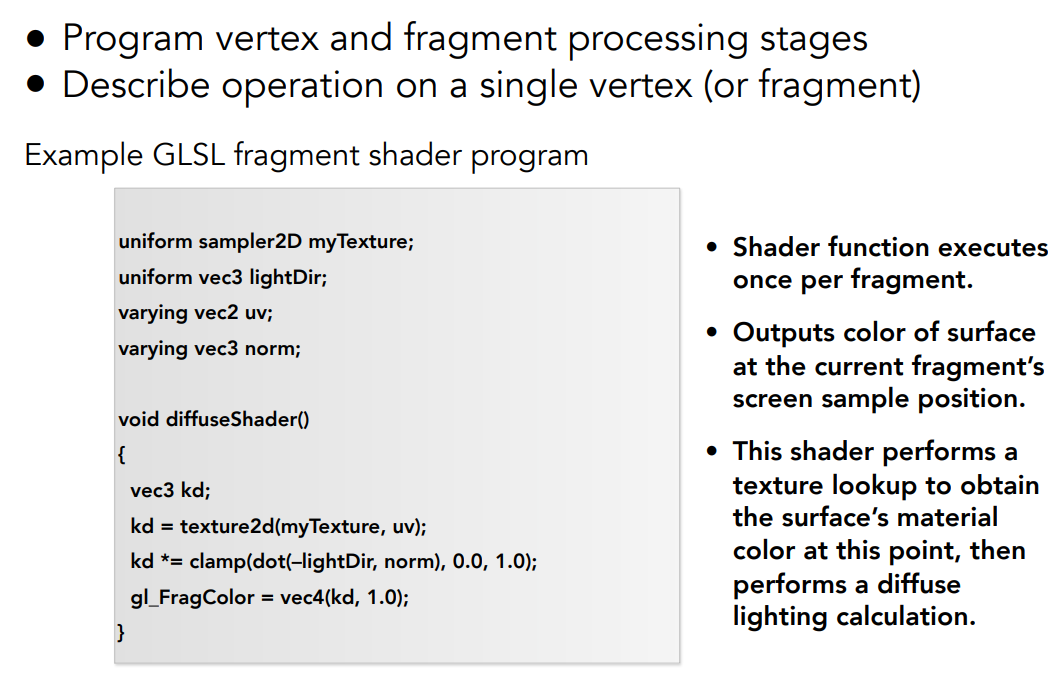 ● Program vertex and fragment processing stages
● Describe operation on a single vertex (or fragment)
Example GLSL fragment shader program
uniform sampler2D myTexture;
uniform vec3 lightDir;
varying vec2 uv;
varying vec3 norm;
void diffuseShader()
{
vec3 kd;
kd = texture2d(myTexture, uv);
kd *= clamp(dot(–lightDir, norm), 0.0, 1.0);
gl_FragColor = vec4(kd, 1.0);
}
• Shader function executes
once per fragment.
• Outputs color of surface
at the current fragment’s
screen sample position.
• This shader performs a
texture lookup to obtain
the surface’s material
color at this point, then
performs a diffuse
lighting calculation.